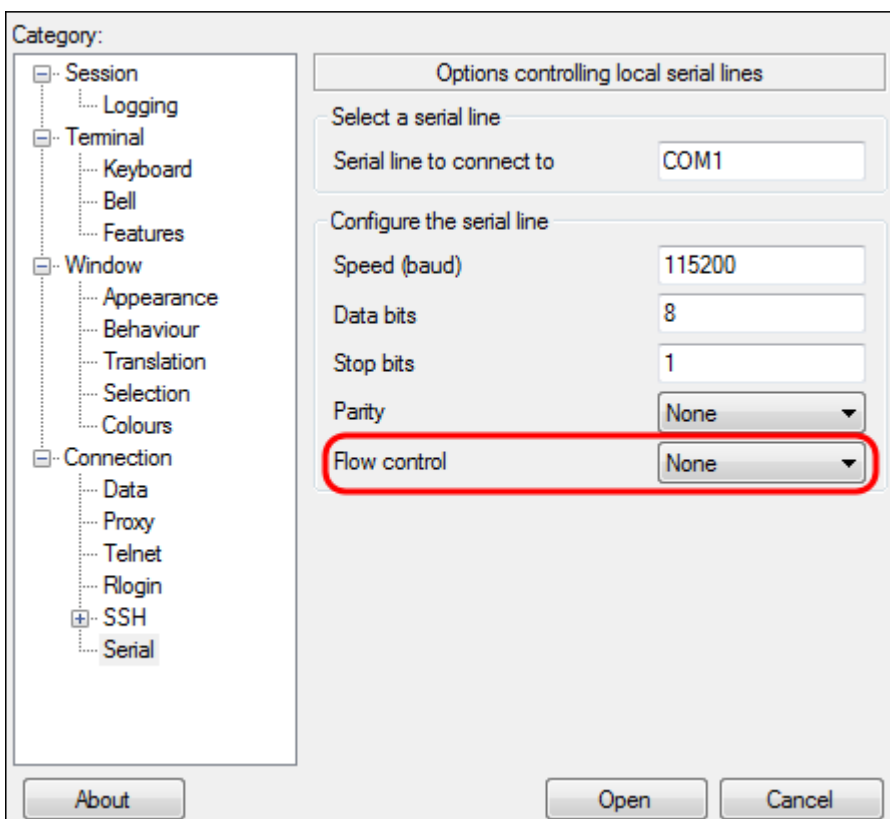 Category:
Session
Logging
Terminal
Keyboard
Bell
Features
Window
Appearance
Behaviour
Translation
Selection
Colours
Connection
Data
Proxy
Telnet
Rlogin
SSH
Serial
Options controlling local serial lines
Select a serial line
Serial line to connect to COM1
Configure the serial line
Speed (baud) 115200
Data bits 8
Stop bits 1
Parity None
Flow control None
About Open Cancel